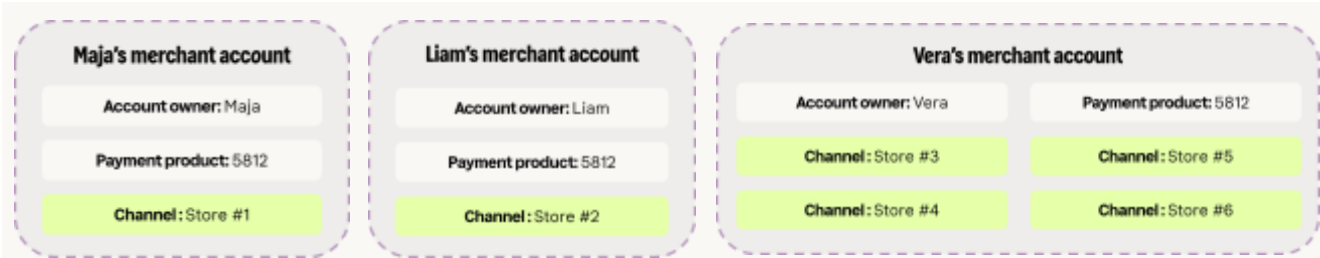 Maja's merchant account
Account owner: Maja
Payment product: 5812
Channel: Store #1
Liam's merchant account
Account owner: Liam
Payment product: 5812
Channel: Store #2
Vera's merchant account
Account owner: Vera
Payment product: 5812
Channel: Store #3
Channel: Store #5
Channel: Store #4
Channel: Store #6